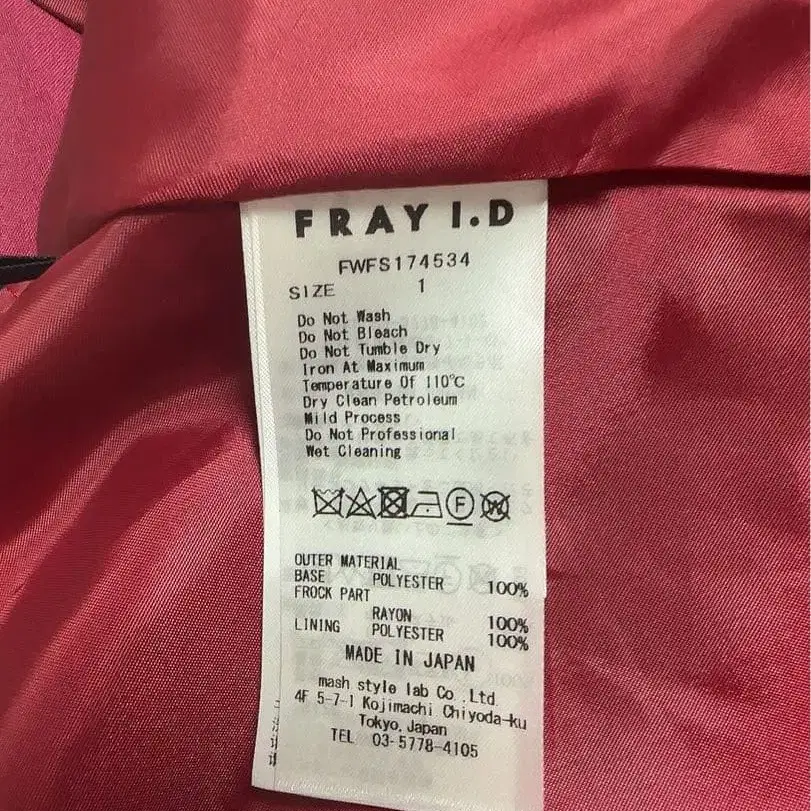 FRAY I.D
FWFS174534
SIZE 1
Do Not Wash
Do Not Bleach
Do Not Tumble Dry
Iron At Maximum
Temperature Of 110℃
Dry Clean Petroleum
Mild Process
Do Not Professional
Wet Cleaning
F W
OUTER MATERIAL
BASE POLYESTER 100%
FROCK PART
RAYON 100%
LINING POLYESTER 100%
MADE IN JAPAN
mash style lab Co.,Ltd.
4F 5-7-1 Kojimachi Chiyoda-ku
Tokyo, Japan
TEL 03-5778-4105